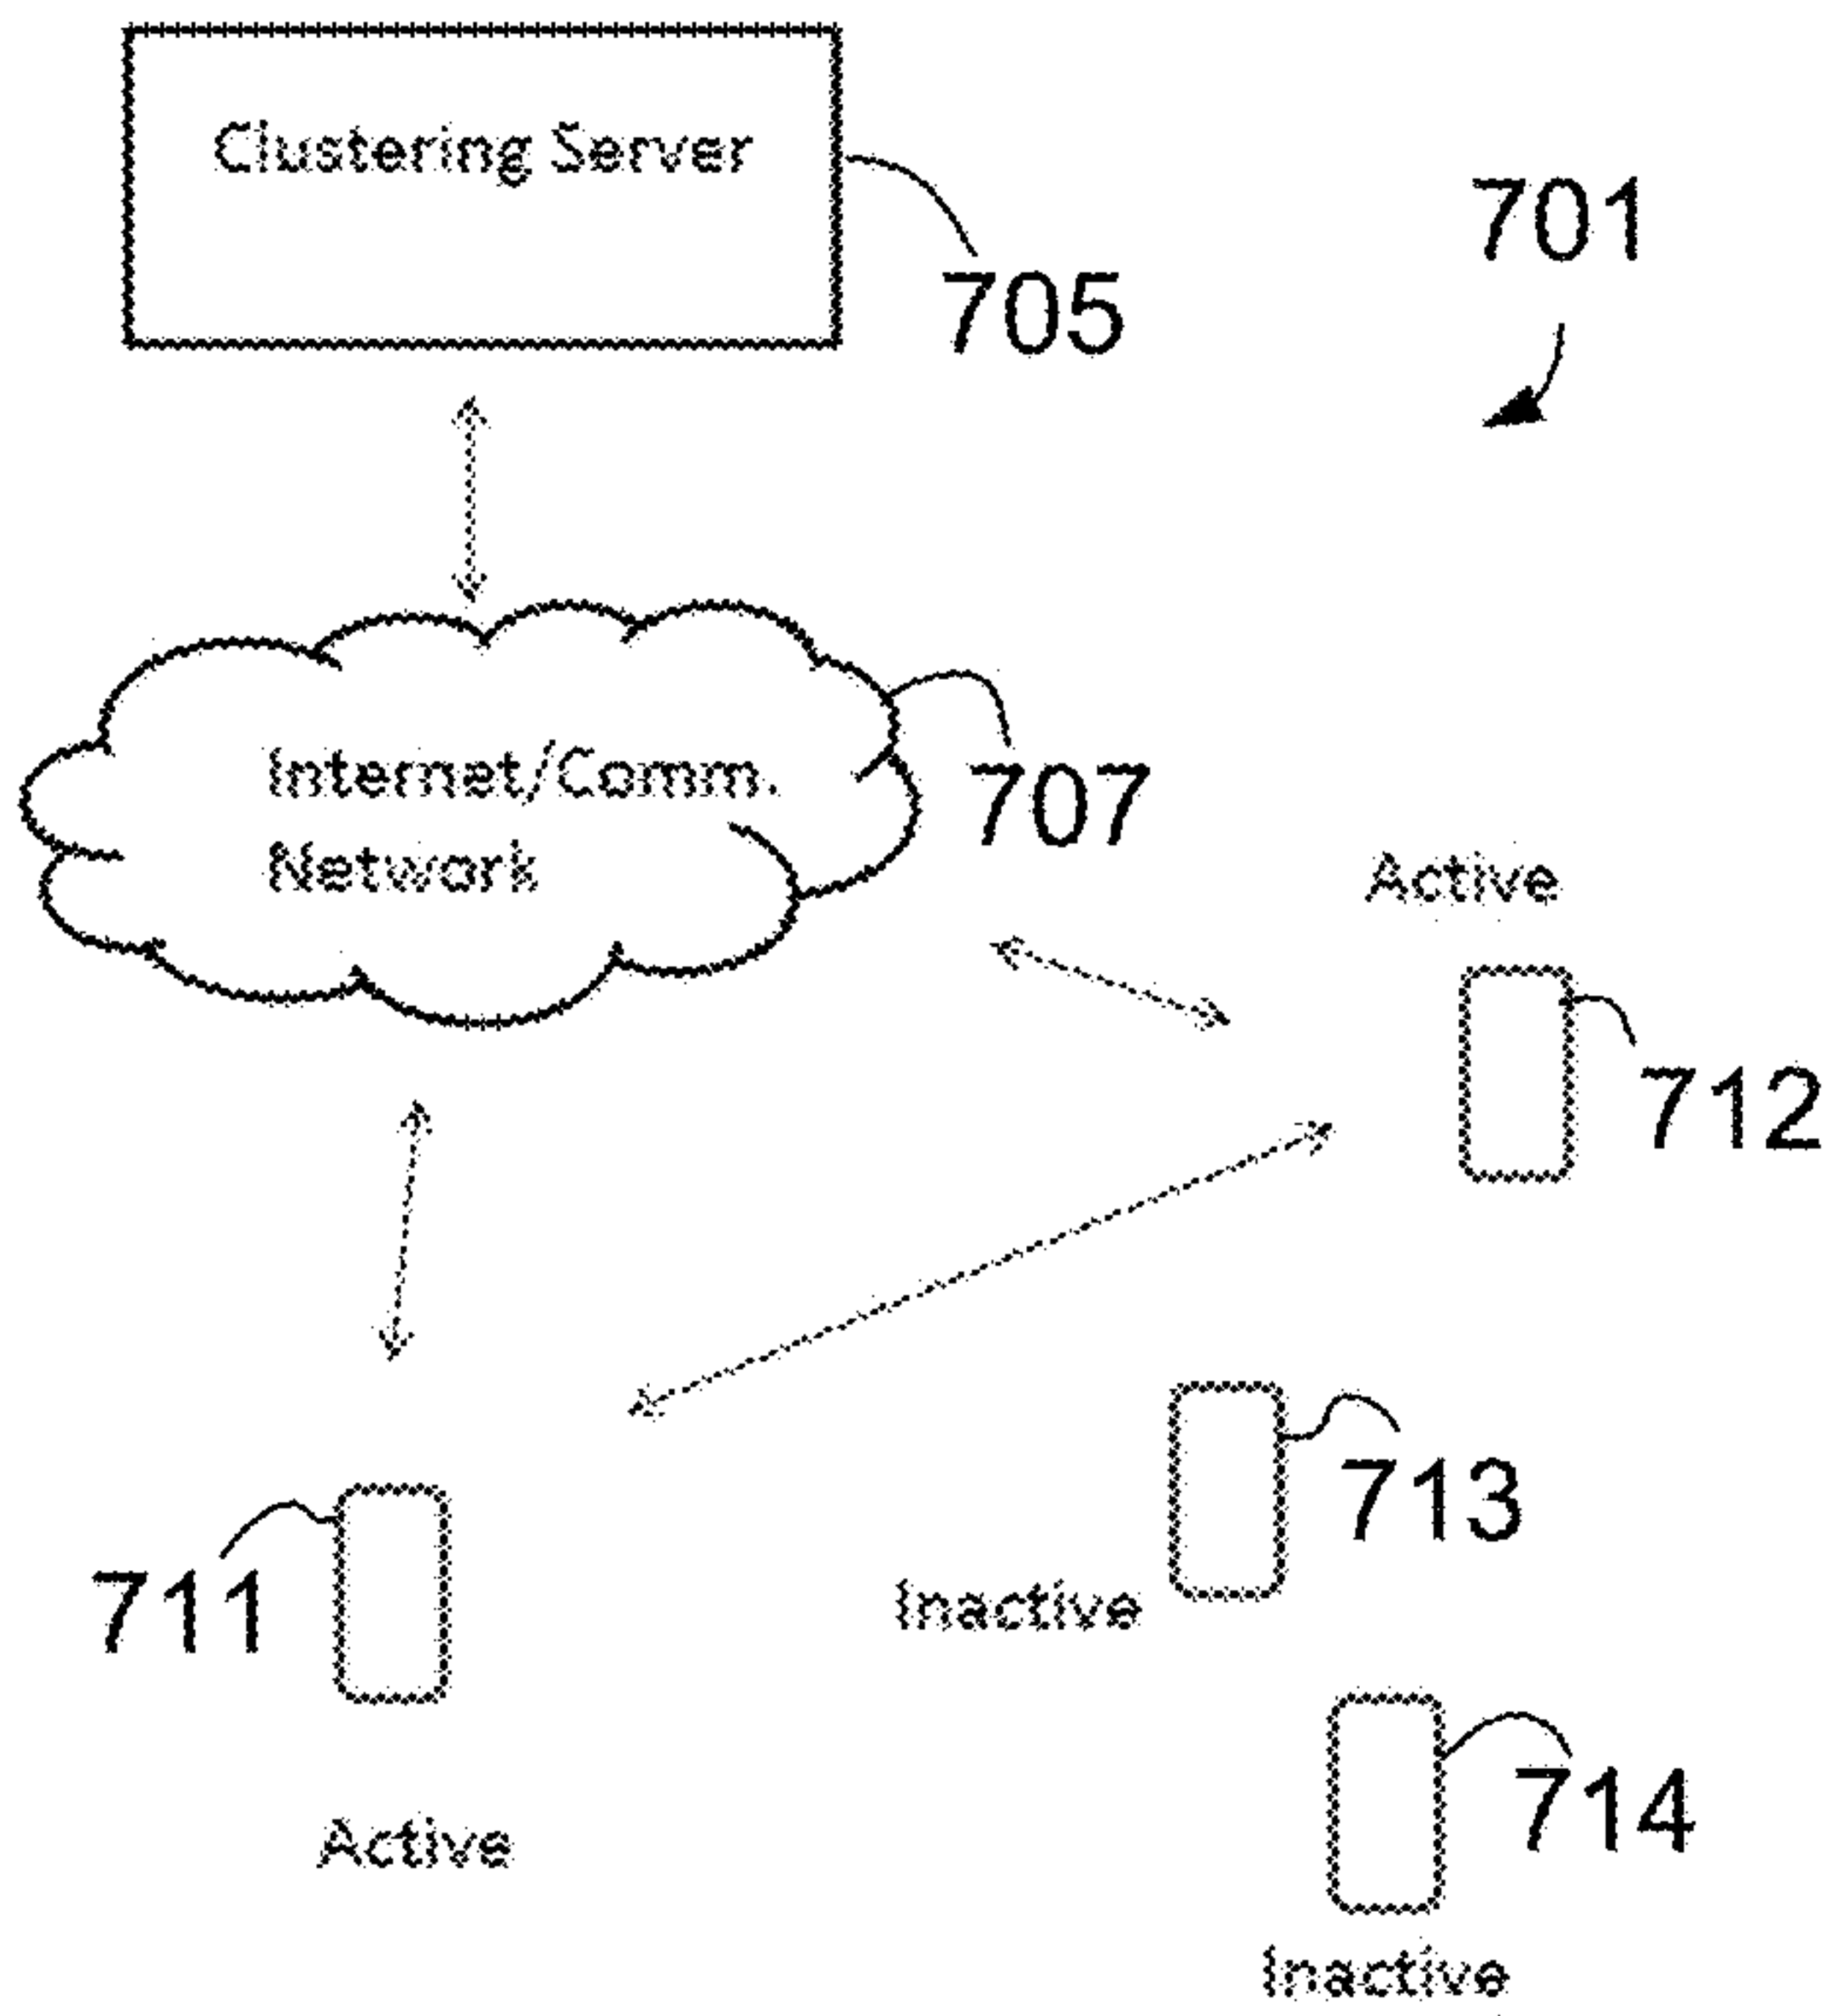 Clustering Server
701
705
Internet/Comm.
Network
707
Active
712
713
Inactive
711
714
Active
Inactive